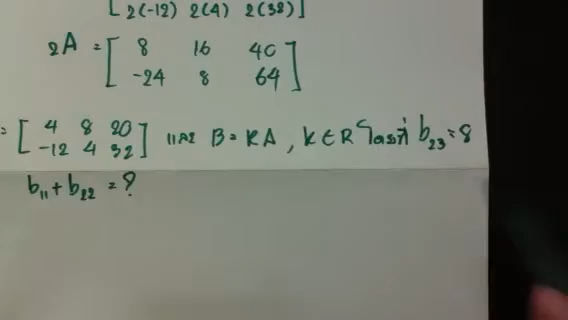 [ 2(-12) 2(4) 2(38) ]
2A = [ 8 16 40
-24 8 64 ]
= [ 4 8 20
-12 4 32 ] และ B = KA , K ∈ R โดยที่ b₂₃ = 8
b₁₁ + b₂₂ = ?